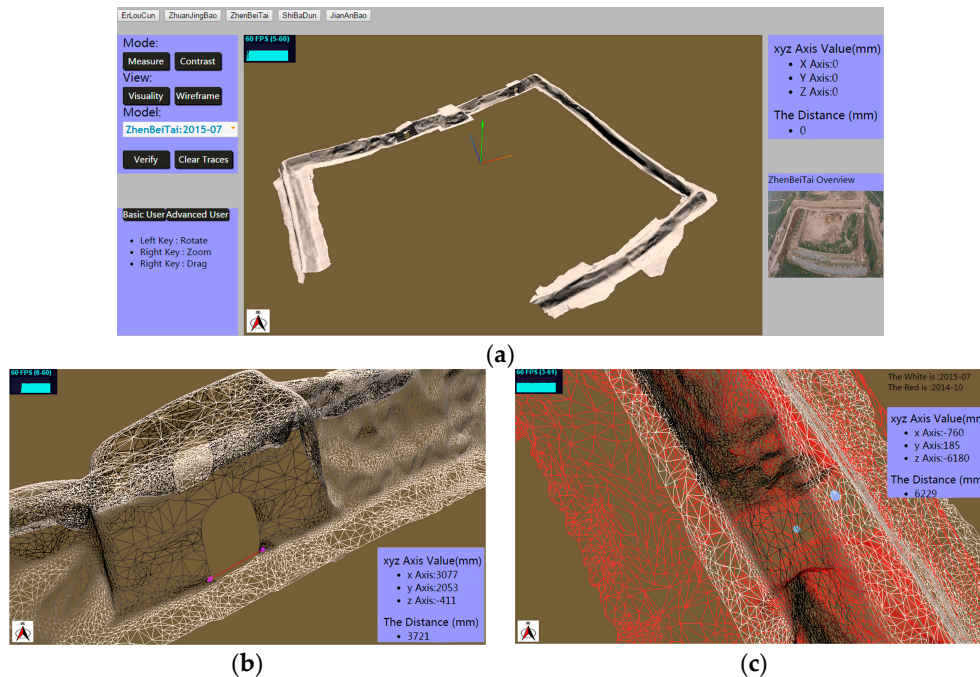 ErLouCun ZhuanJingBao ZhenBeiTai ShiBaDun JianAnBao
Mode:
Measure Contrast
View:
Visuality Wireframe
Model:
ZhenBeiTai:2015-07
Verify Clear Traces
Basic User Advanced User
• Left Key : Rotate
• Right Key : Zoom
• Right Key : Drag
60 FPS (5-60)
xyz Axis Value(mm)
• X Axis:0
• Y Axis:0
• Z Axis:0
The Distance (mm)
• 0
ZhenBeiTai Overview
(a)
60 FPS (8-60)
xyz Axis Value(mm)
• x Axis:3077
• y Axis:2053
• z Axis:-411
The Distance (mm)
• 3721
(b)
60 FPS (3-61)
The White is :2015-07
The Red is :2014-10
xyz Axis Value(mm
• x Axis:-760
• y Axis:185
• z Axis:-6180
The Distance (mm
• 6229
(c)